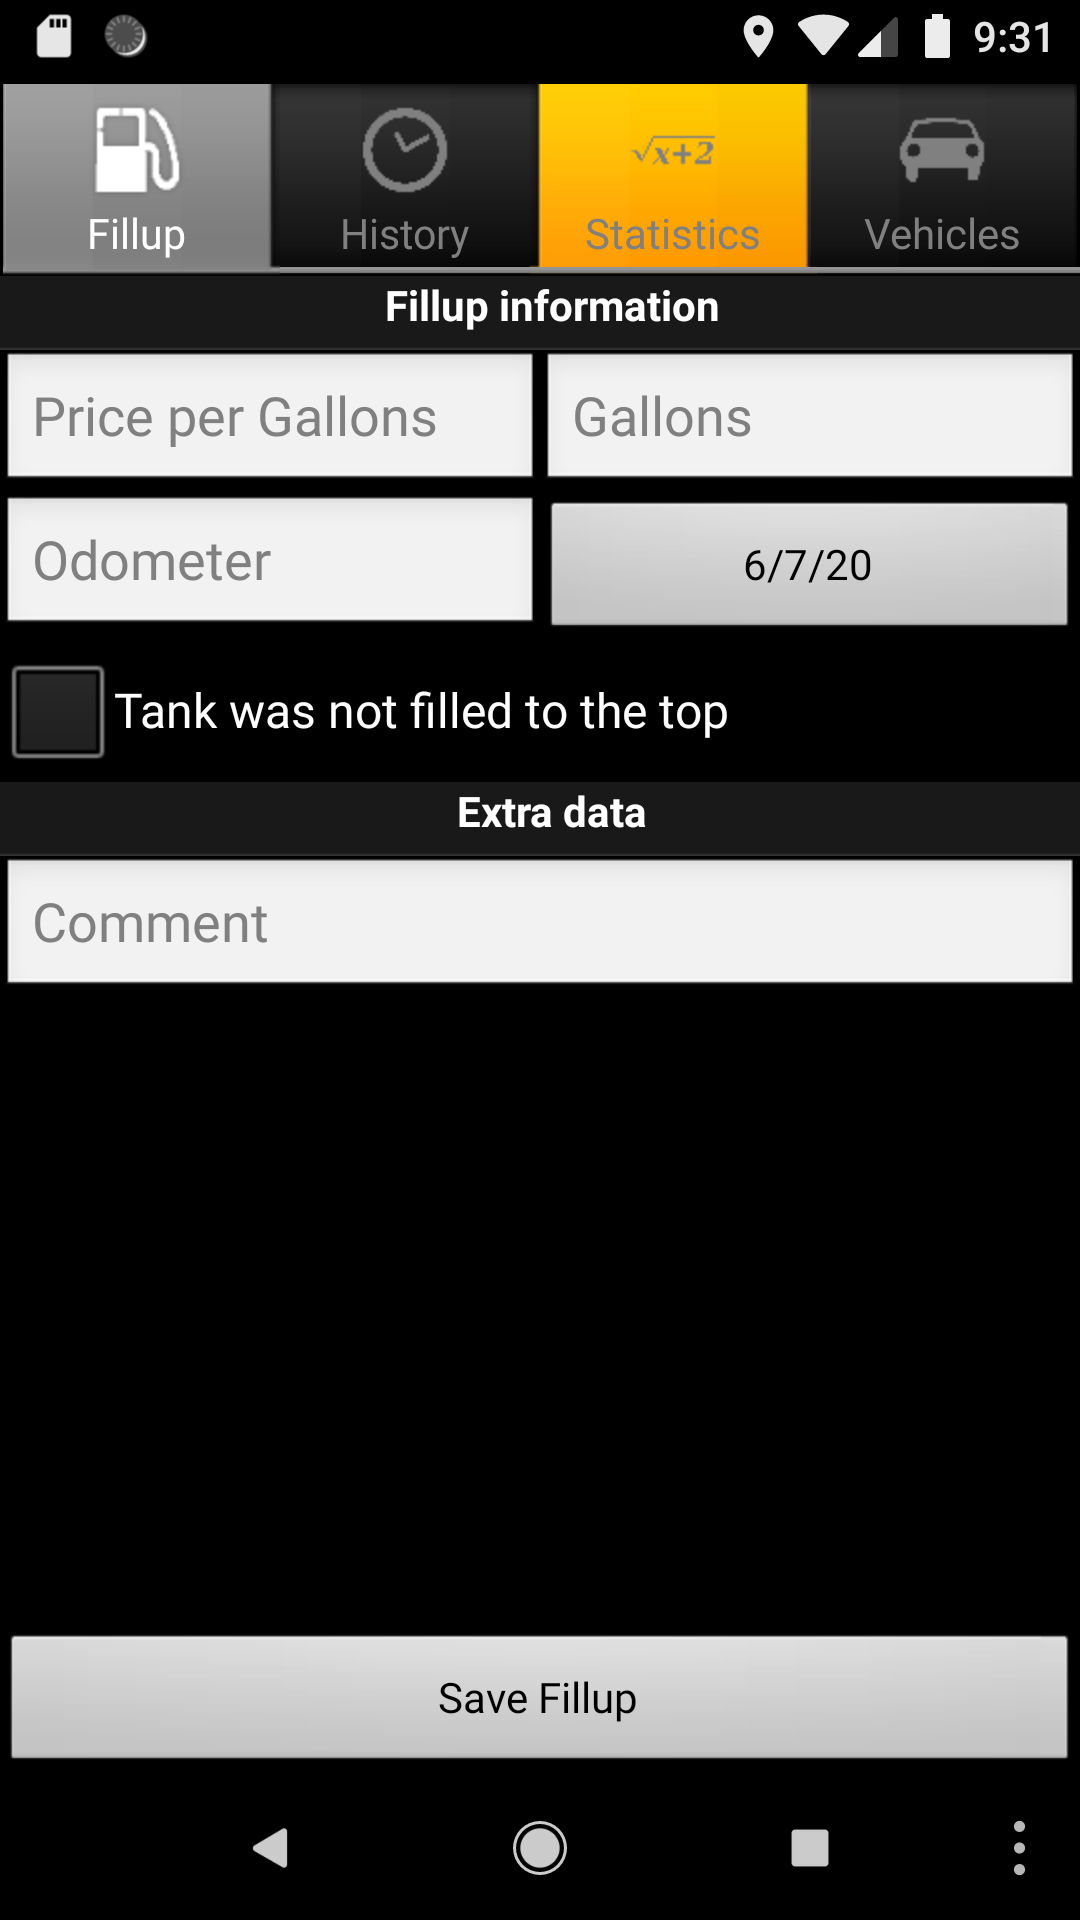 9:31
√x+2
Fillup
History
Statistics
Vehicles
Fillup information
Price per Gallons
Gallons
Odometer
6/7/20
Tank was not filled to the top
Extra data
Comment
Save Fillup